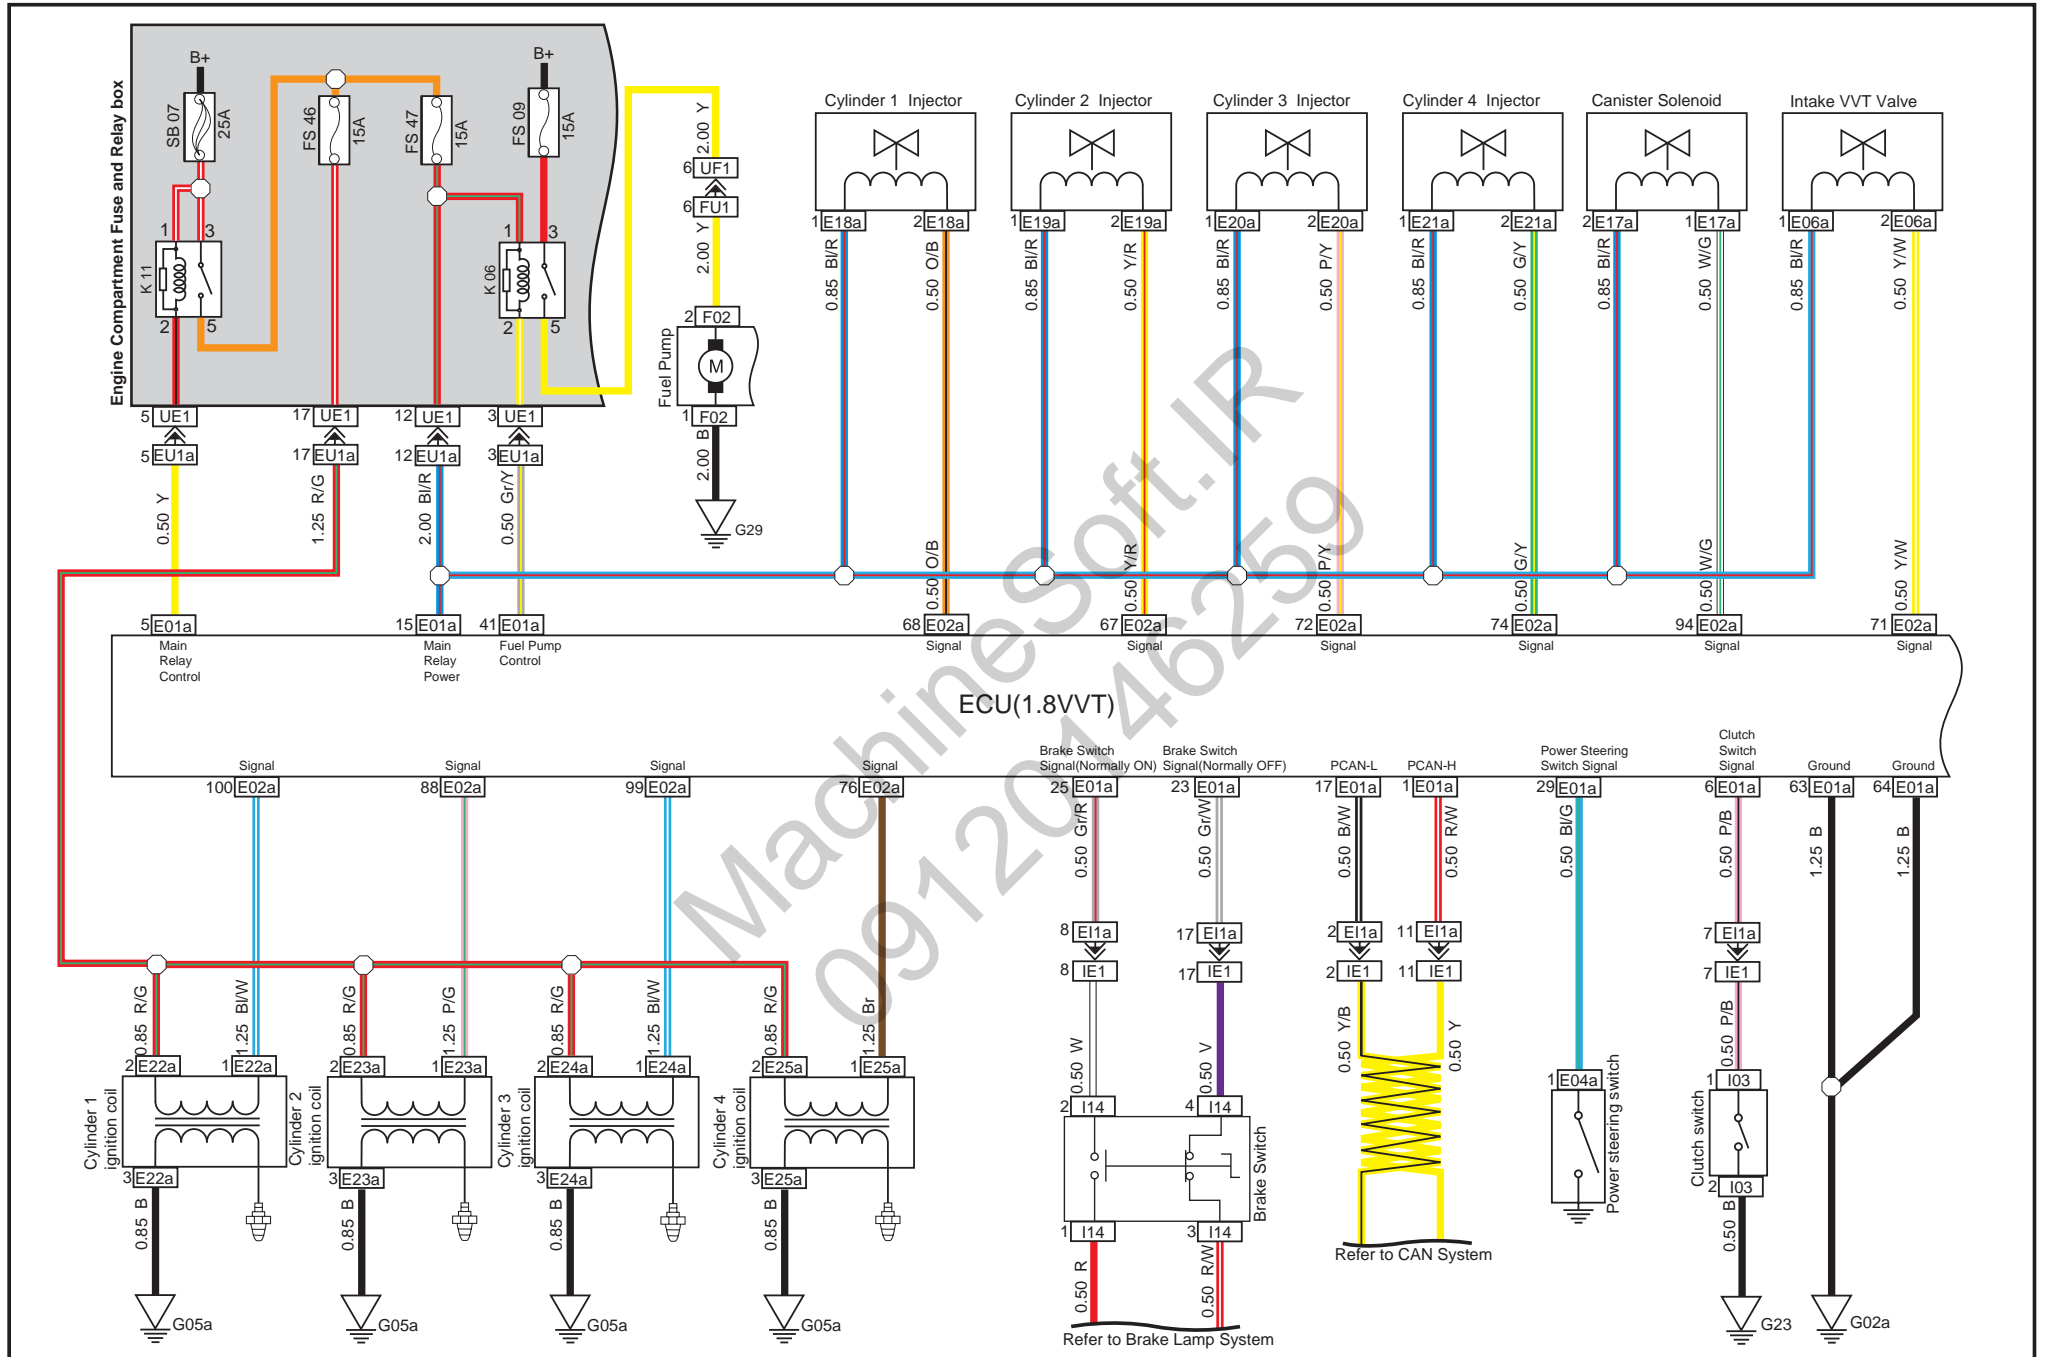 Engine Compartment Fuse and Relay box
B+
SB 07
25A
FS 46
15A
FS 47
15A
B+
FS 09
15A
1
3
K 11
2
5
1
3
K 06
2
5
5 UE1
17 UE1
12 UE1
3 UE1
5 EU1a
17 EU1a
12 EU1a
3 EU1a
0.50 Y
1.25 R/G
2.00 Bl/R
0.50 Gr/Y
2.00 Y
6 UF1
6 FU1
2.00 Y
2 F02
Fuel Pump
M
1 F02
2.00 B
G29
Cylinder 1 Injector
Cylinder 2 Injector
Cylinder 3 Injector
Cylinder 4 Injector
Canister Solenoid
Intake VVT Valve
1 E18a
2 E18a
1 E19a
2 E19a
1 E20a
2 E20a
1 E21a
2 E21a
2 E17a
1 E17a
1 E06a
2 E06a
0.85 Bl/R
0.50 O/B
0.85 Bl/R
0.50 Y/R
0.85 Bl/R
0.50 P/Y
0.85 Bl/R
0.50 G/Y
0.85 Bl/R
0.50 W/G
0.85 Bl/R
0.50 Y/W
0.50 O/B
0.50 Y/R
0.50 P/Y
0.50 G/Y
0.50 W/G
0.50 Y/W
5 E01a
15 E01a
41 E01a
68 E02a
67 E02a
72 E02a
74 E02a
94 E02a
71 E02a
Main
Relay
Control
Main
Relay
Power
Fuel Pump
Control
Signal
Signal
Signal
Signal
Signal
Signal
ECU(1.8VVT)
Signal
Signal
Signal
Signal
Brake Switch
Signal(Normally ON)
Brake Switch
Signal(Normally OFF)
PCAN-L
PCAN-H
Power Steering
Switch Signal
Clutch
Switch
Signal
Ground
Ground
100 E02a
88 E02a
99 E02a
76 E02a
25 E01a
23 E01a
17 E01a
1 E01a
29 E01a
6 E01a
63 E01a
64 E01a
0.50 Gr/R
0.50 Gr/W
0.50 B/W
0.50 R/W
0.50 Bl/G
0.50 P/B
1.25 B
1.25 B
8 EI1a
17 EI1a
2 EI1a
11 EI1a
7 EI1a
8 IE1
17 IE1
2 IE1
11 IE1
7 IE1
0.85 R/G
1.25 Bl/W
0.85 R/G
1.25 P/G
0.85 R/G
1.25 Bl/W
0.85 R/G
1.25 Br
0.50 W
0.50 V
0.50 Y/B
0.50 Y
0.50 P/B
2 E22a
1 E22a
2 E23a
1 E23a
2 E24a
1 E24a
2 E25a
1 E25a
Cylinder 1
ignition coil
Cylinder 2
ignition coil
Cylinder 3
ignition coil
Cylinder 4
ignition coil
2 I14
4 I14
Brake Switch
1 E04a
Power steering switch
1 I03
Clutch switch
2 I03
3 E22a
3 E23a
3 E24a
3 E25a
1 I14
3 I14
0.85 B
0.85 B
0.85 B
0.85 B
0.50 R
0.50 R/W
0.50 B
Refer to CAN System
G05a
G05a
G05a
G05a
Refer to Brake Lamp System
G23
G02a
MachineSoft.IR
09120146259